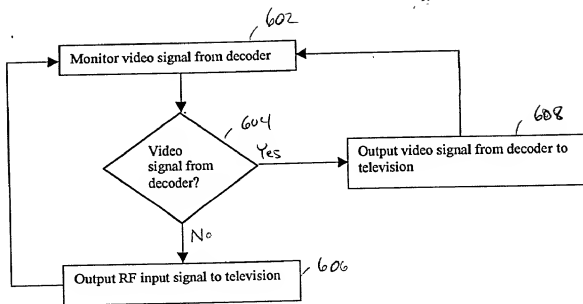 602
Monitor video signal from decoder
604
Video
signal from
decoder?
Yes
608
Output video signal from decoder to
television
No
Output RF input signal to television
606